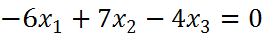 −6x₁ + 7x₂ − 4x₃ = 0